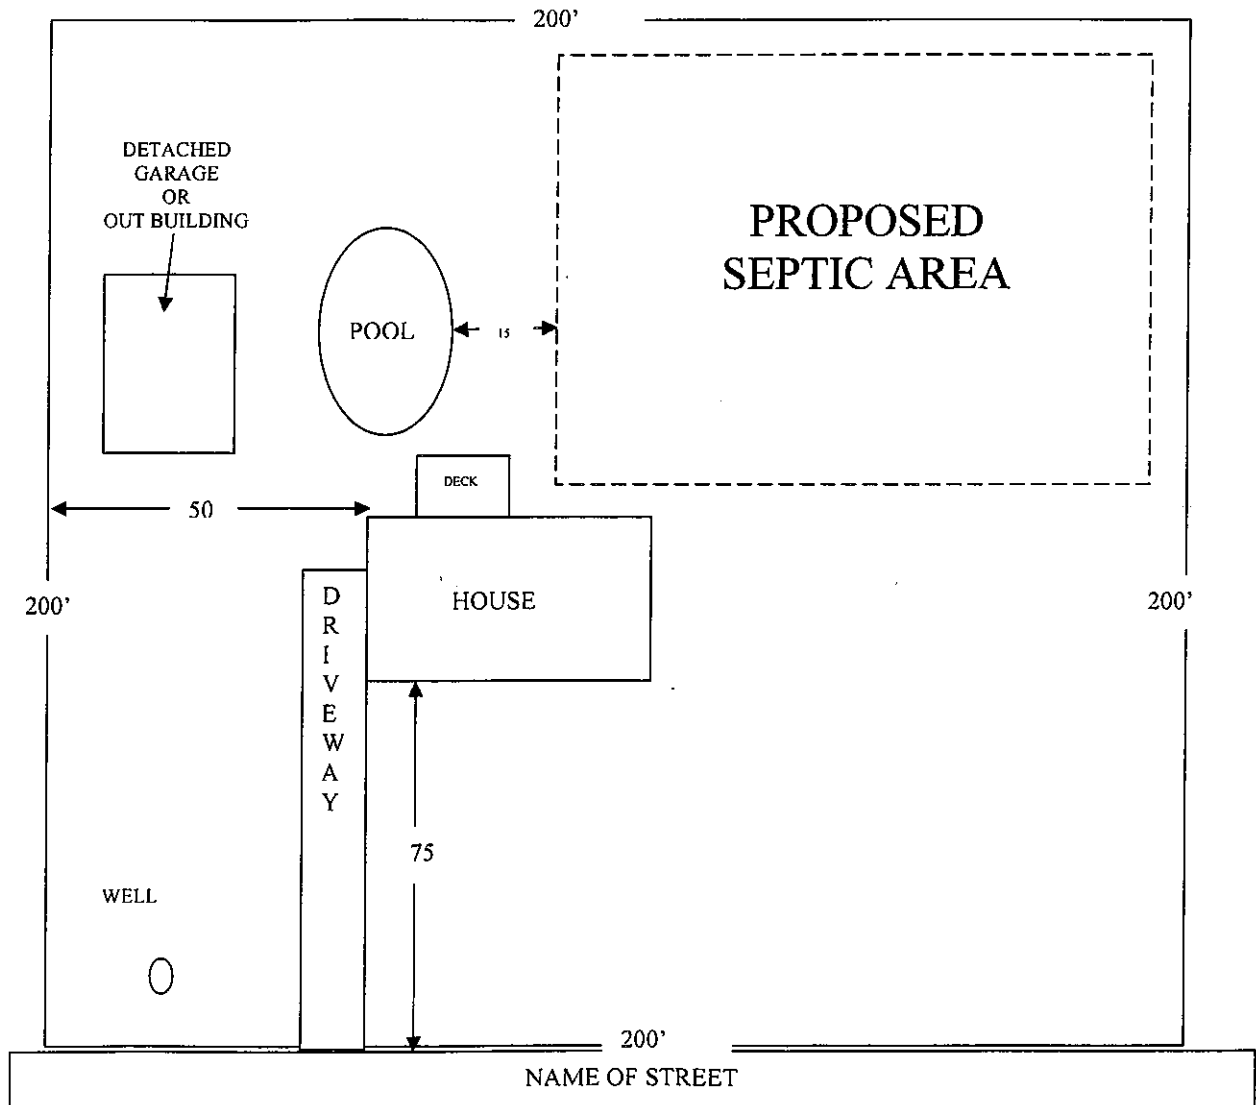 200’
DETACHED
GARAGE
OR
OUT BUILDING
PROPOSED
SEPTIC AREA
POOL
15
DECK
50
HOUSE
200’
200’
D
R
I
V
E
W
A
Y
75
WELL
200’
NAME OF STREET